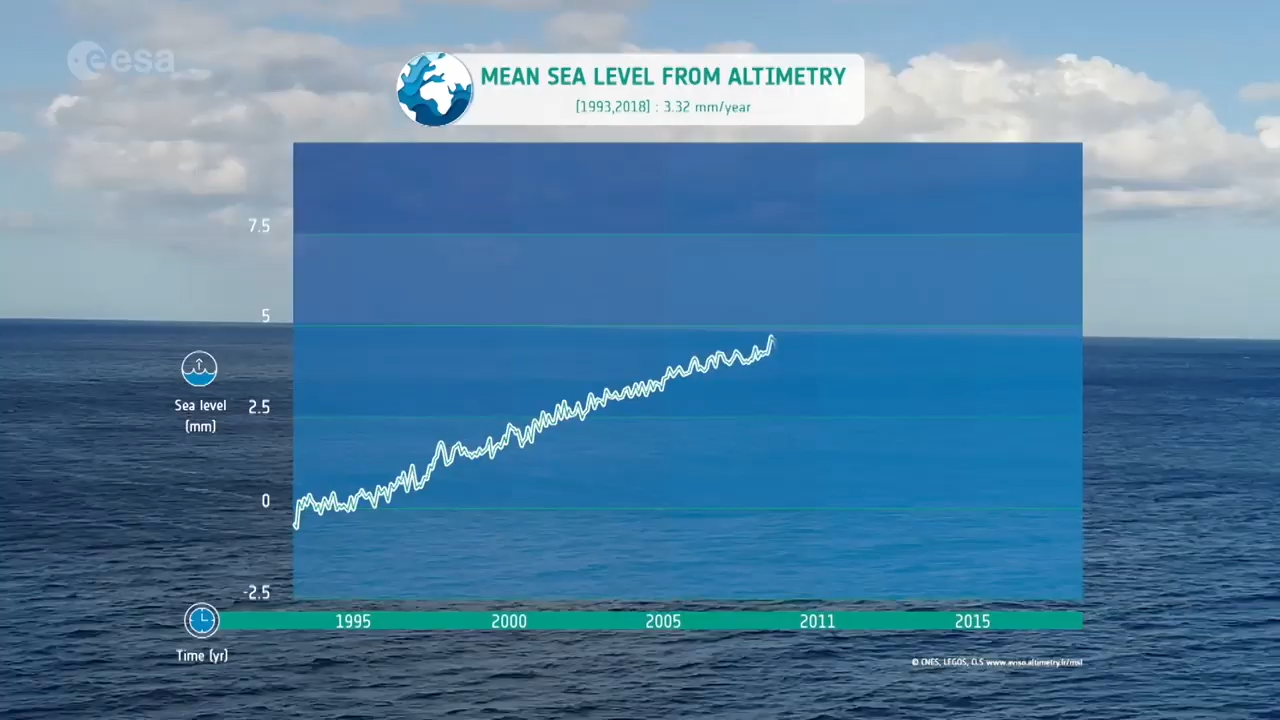 esa
MEAN SEA LEVEL FROM ALTIMETRY
[1993,2018] : 3.32 mm/year
7.5
5
Sea level
(mm)
2.5
0
-2.5
1995 2000 2005 2011 2015
Time (yr)
© CNES, LEGOS, CLS www.aviso.altimetry.fr/msl